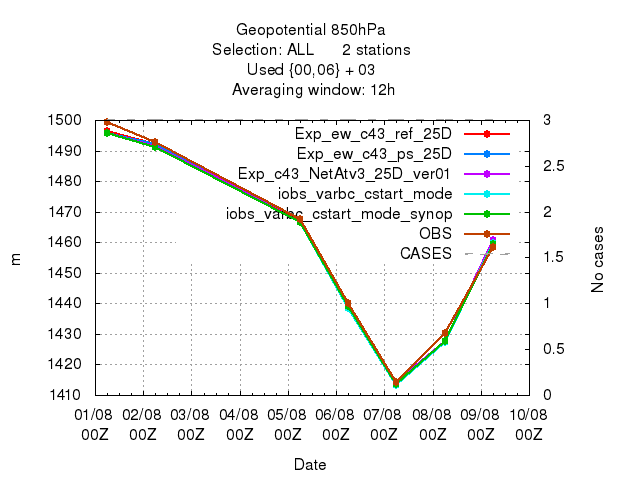 Geopotential 850hPa
Selection: ALL 2 stations
Used {00,06} + 03
Averaging window: 12h
1500
1490
1480
1470
1460
1450
1440
1430
1420
1410
m
3
2.5
2
1.5
1
0.5
0
No cases
Exp_ew_c43_ref_25D
Exp_ew_c43_ps_25D
Exp_c43_NetAtv3_25D_ver01
iobs_varbc_cstart_mode
iobs_varbc_cstart_mode_synop
OBS
CASES
01/08 02/08 03/08 04/08 05/08 06/08 07/08 08/08 09/08 10/08
00Z 00Z 00Z 00Z 00Z 00Z 00Z 00Z 00Z 00Z
Date